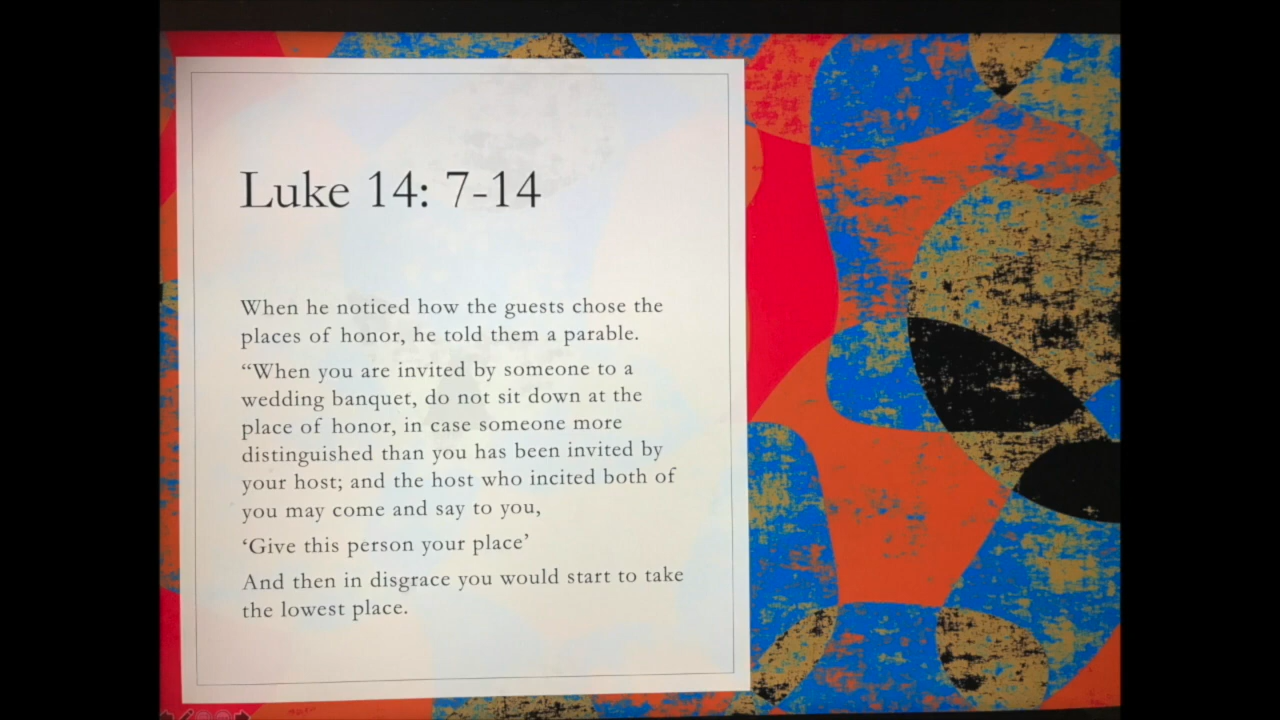 Luke 14: 7-14
When he noticed how the guests chose the
places of honor, he told them a parable.
“When you are invited by someone to a
wedding banquet, do not sit down at the
place of honor, in case someone more
distinguished than you has been invited by
your host; and the host who incited both of
you may come and say to you,
‘Give this person your place’
And then in disgrace you would start to take
the lowest place.